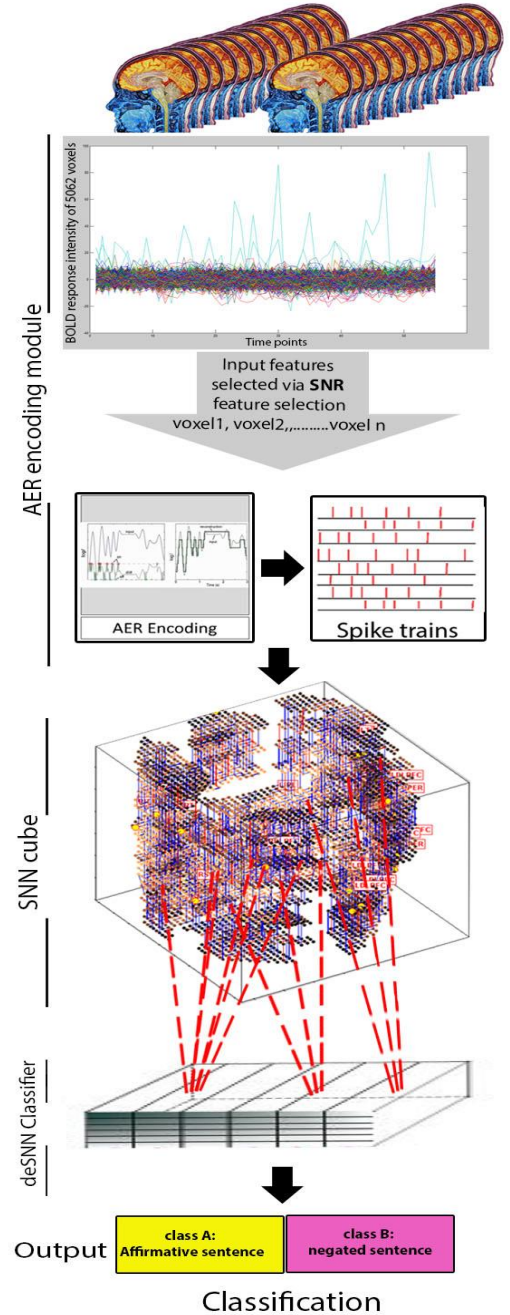 AER encoding module
BOLD response intensity of 5062 voxels
Time points
Input features
selected via SNR
feature selection
voxel1, voxel2,,.........voxel n
AER Encoding
Spike trains
SNN cube
deSNN Classifier
Output
class A:
Affirmative sentence
class B:
negated sentence
Classification